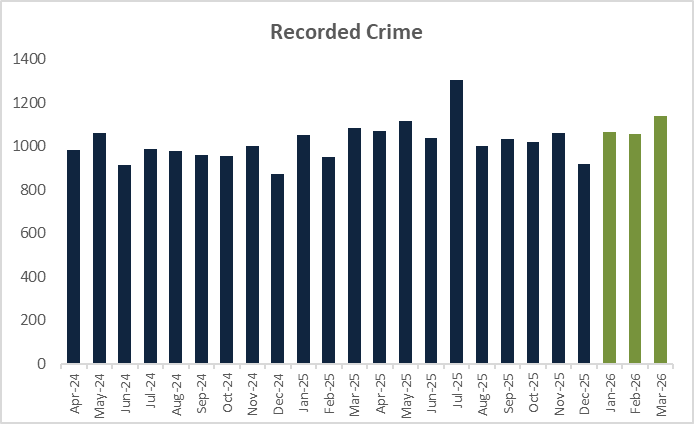 Recorded Crime
1400
1200
1000
800
600
400
200
0
Apr-24
May-24
Jun-24
Jul-24
Aug-24
Sep-24
Oct-24
Nov-24
Dec-24
Jan-25
Feb-25
Mar-25
Apr-25
May-25
Jun-25
Jul-25
Aug-25
Sep-25
Oct-25
Nov-25
Dec-25
Jan-26
Feb-26
Mar-26